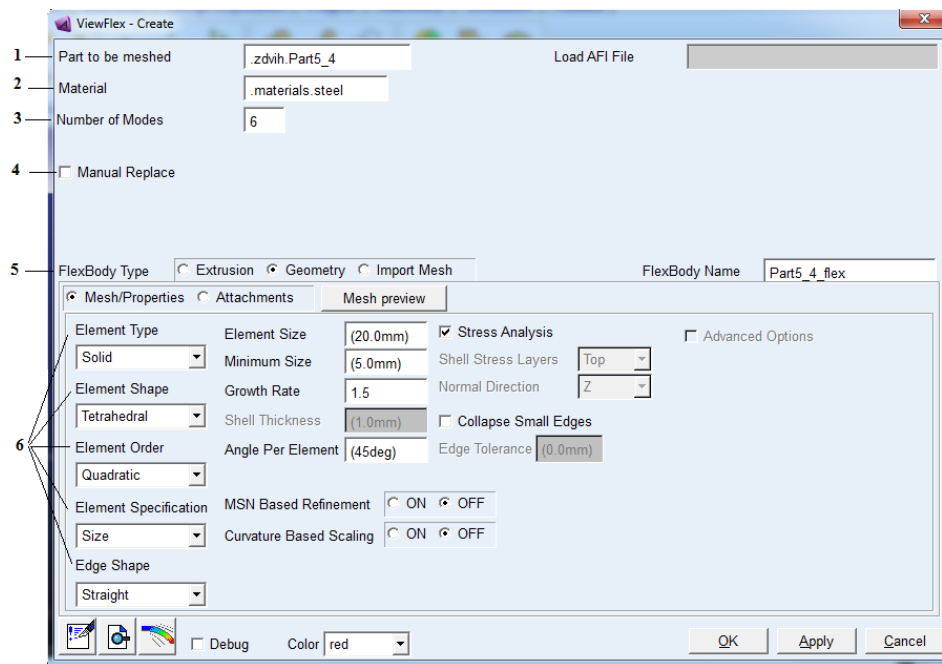 ViewFlex - Create
x
1 Part to be meshed .zdvih.Part5_4 Load AFI File
2 Material .materials.steel
3 Number of Modes 6
4 Manual Replace
5 FlexBody Type Extrusion Geometry Import Mesh FlexBody Name Part5_4_flex
Mesh/Properties Attachments Mesh preview
Element Type Element Size (20.0mm) Stress Analysis Advanced Options
Solid Minimum Size (5.0mm) Shell Stress Layers Top
Element Shape Growth Rate 1.5 Normal Direction Z
Tetrahedral Shell Thickness (1.0mm) Collapse Small Edges
6 Element Order Angle Per Element (45deg) Edge Tolerance (0.0mm)
Quadratic
Element Specification MSN Based Refinement ON OFF
Size Curvature Based Scaling ON OFF
Edge Shape
Straight
Debug Color red OK Apply Cancel